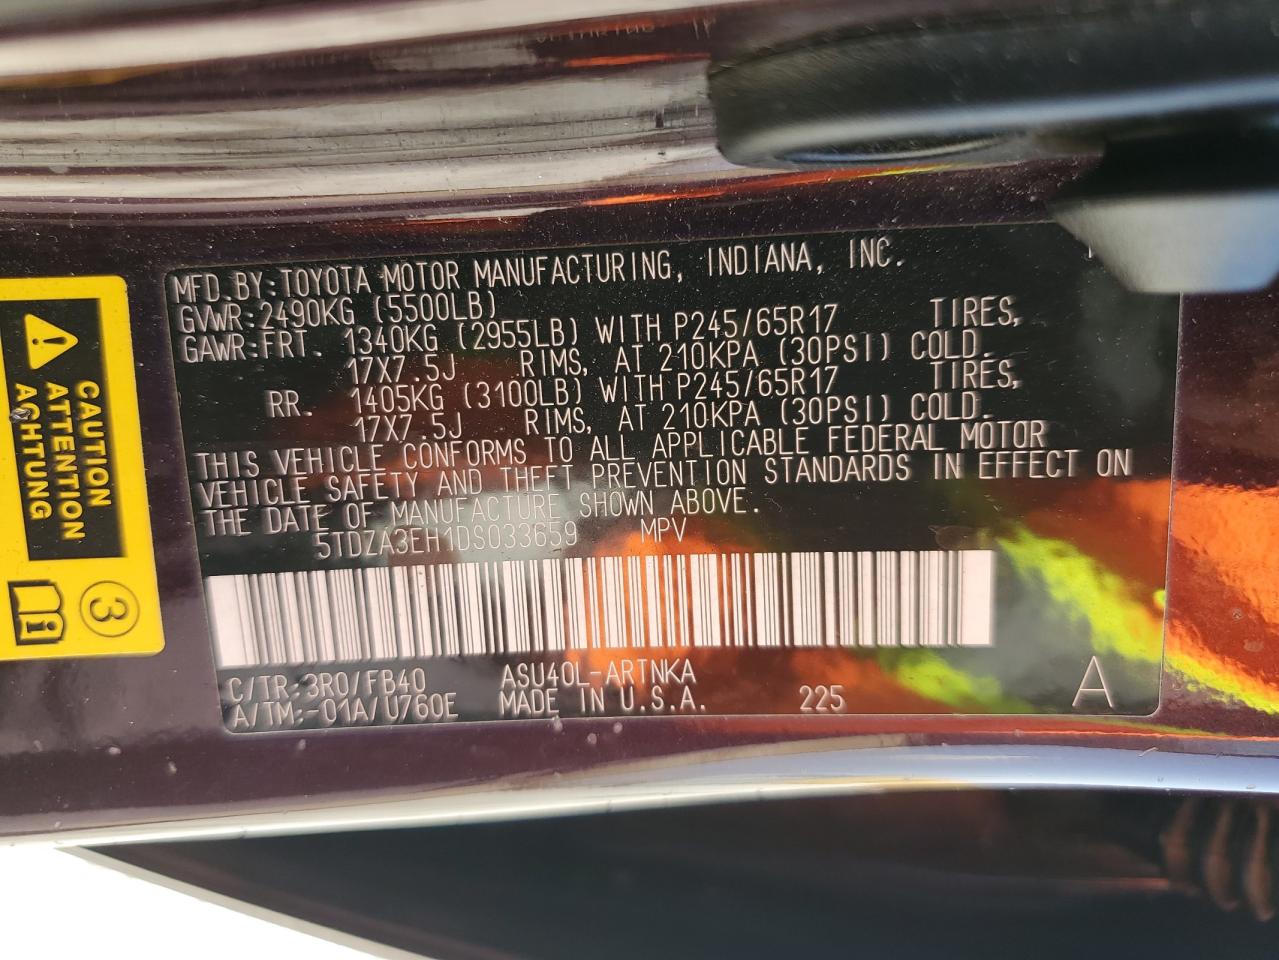 MFD.BY:TOYOTA MOTOR MANUFACTURING, INDIANA, INC.
GVWR:2490KG (5500LB)
GAWR:FRT. 1340KG (2955LB) WITH P245/65R17 TIRES,
17X7.5J RIMS, AT 210KPA (30PSI) COLD.
RR. 1405KG (3100LB) WITH P245/65R17 TIRES,
17X7.5J RIMS, AT 210KPA (30PSI) COLD.
THIS VEHICLE CONFORMS TO ALL APPLICABLE FEDERAL MOTOR
VEHICLE SAFETY AND THEFT PREVENTION STANDARDS IN EFFECT ON
THE DATE OF MANUFACTURE SHOWN ABOVE.
5TDZA3EH1DS033659 MPV
C/TR:3R0/FB40 ASU40L-ARTNKA
A/TM:-01A/U760E MADE IN U.S.A. 225 A
CAUTION
ATTENTION
ACHTUNG
3
i